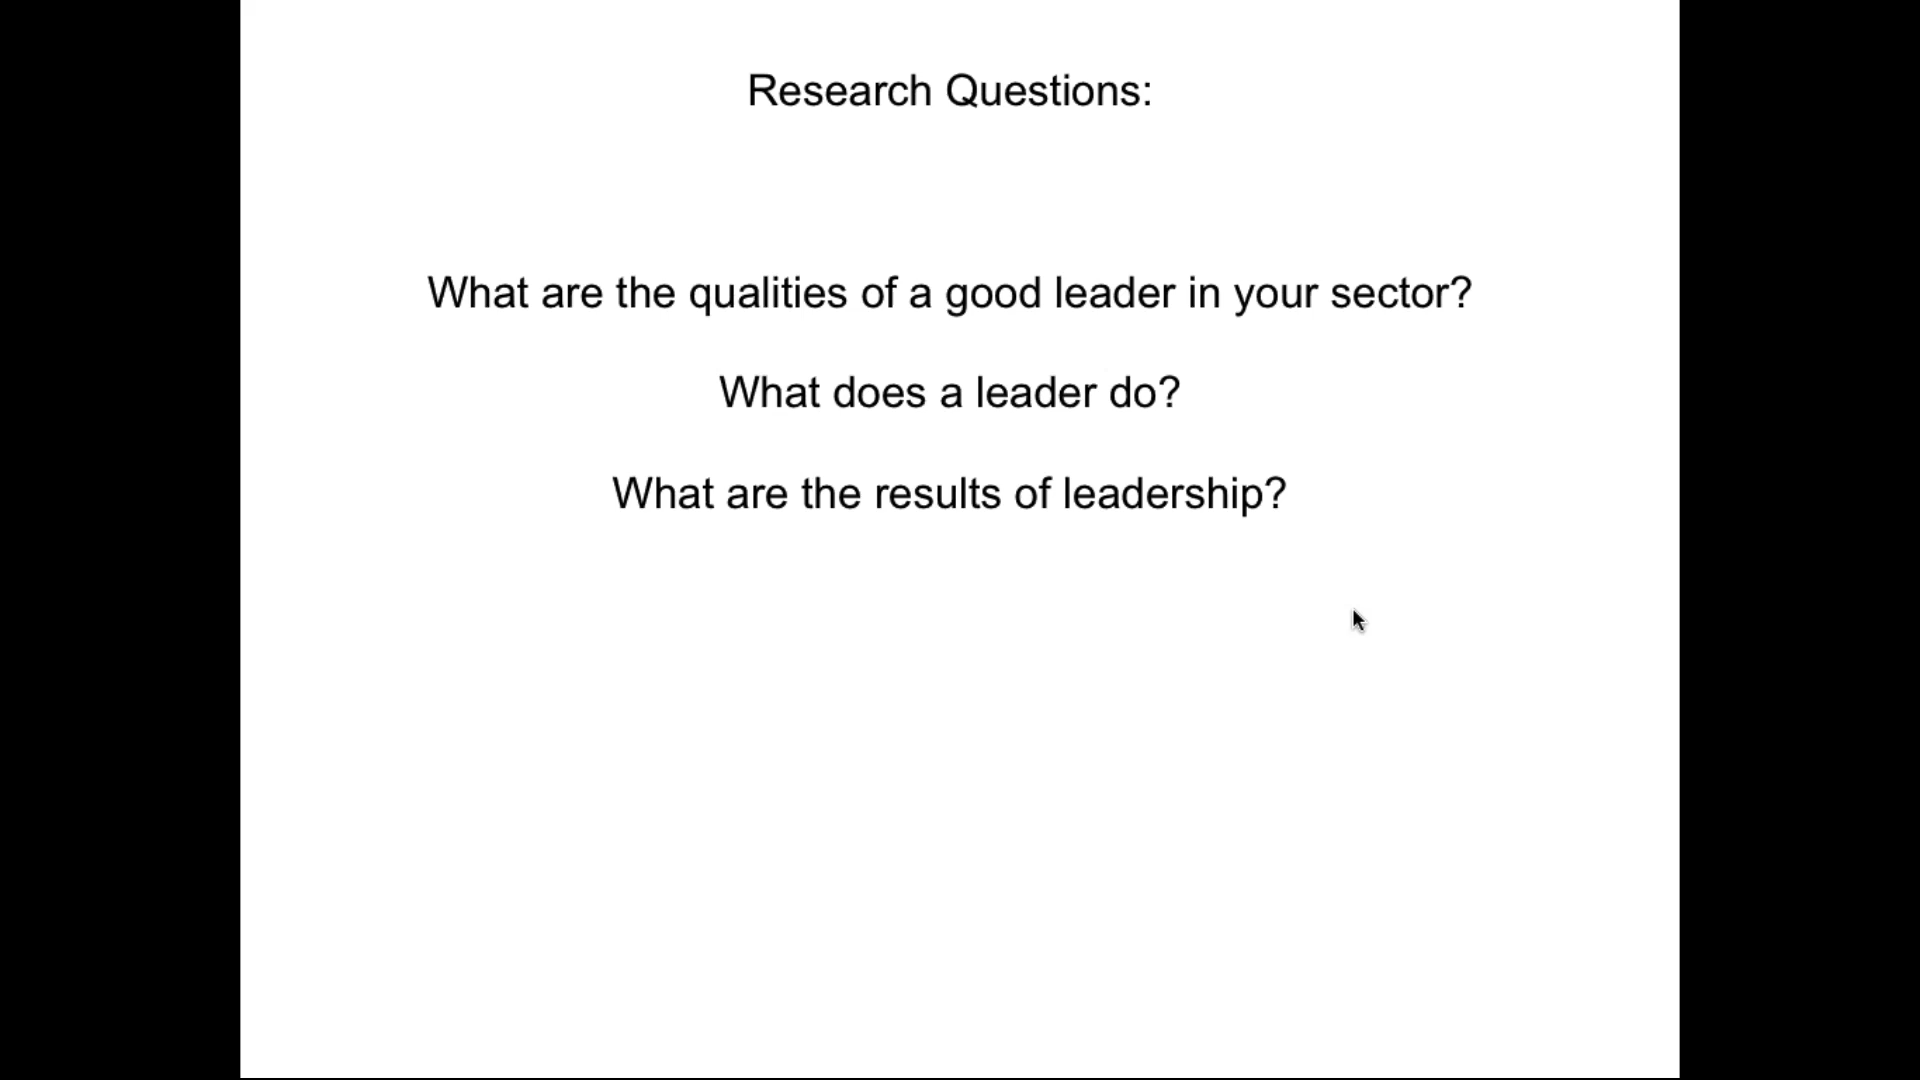 Research Questions:
What are the qualities of a good leader in your sector?
What does a leader do?
What are the results of leadership?